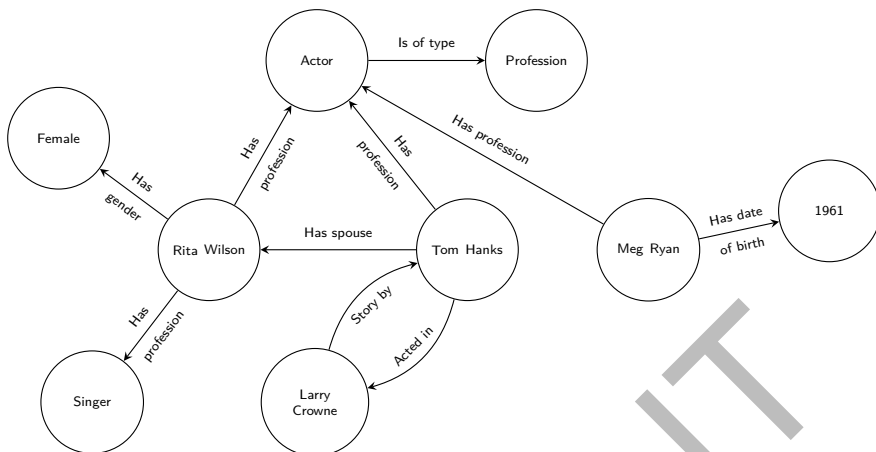 Actor
Is of type
Profession
Female
Has
gender
Has
profession
Has
profession
Has profession
Rita Wilson
Has spouse
Tom Hanks
Meg Ryan
Has date
of birth
1961
Has
profession
Story by
Acted in
Singer
Larry
Crowne